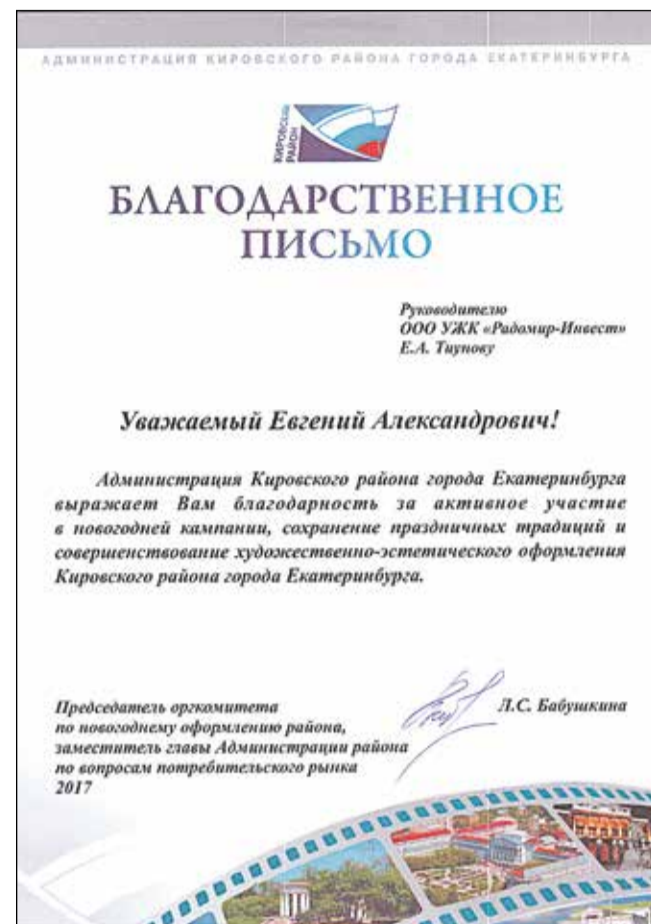 АДМИНИСТРАЦИЯ КИРОВСКОГО РАЙОНА ГОРОДА ЕКАТЕРИНБУРГА
КИРОВСКИЙ
РАЙОН
БЛАГОДАРСТВЕННОЕ
ПИСЬМО
Руководителю
ООО УЖК «Радомир-Инвест»
Е.А. Тиунову
Уважаемый Евгений Александрович!
Администрация Кировского района города Екатеринбурга
выражает Вам благодарность за активное участие
в новогодней кампании, сохранение праздничных традиций и
совершенствование художественно-эстетического оформления
Кировского района города Екатеринбурга.
Председатель оргкомитета
по новогоднему оформлению района,
заместитель главы Администрации района
по вопросам потребительского рынка
2017
Л.С. Бабушкина